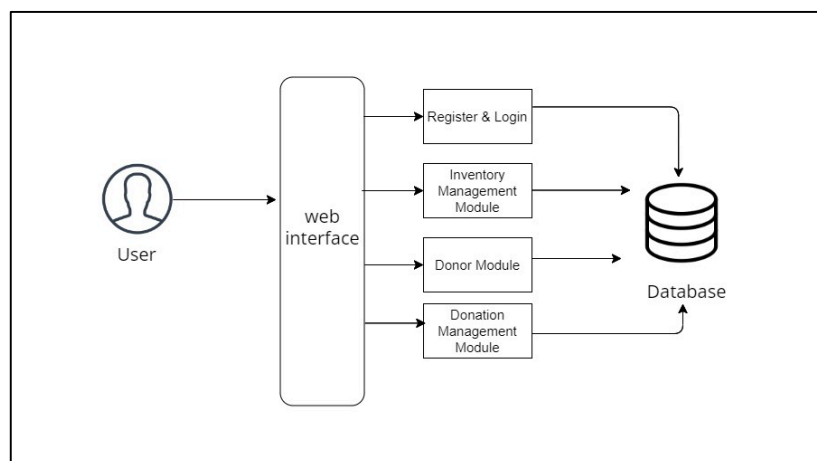 User
web
interface
Register & Login
Inventory
Management
Module
Donor Module
Donation
Management
Module
Database